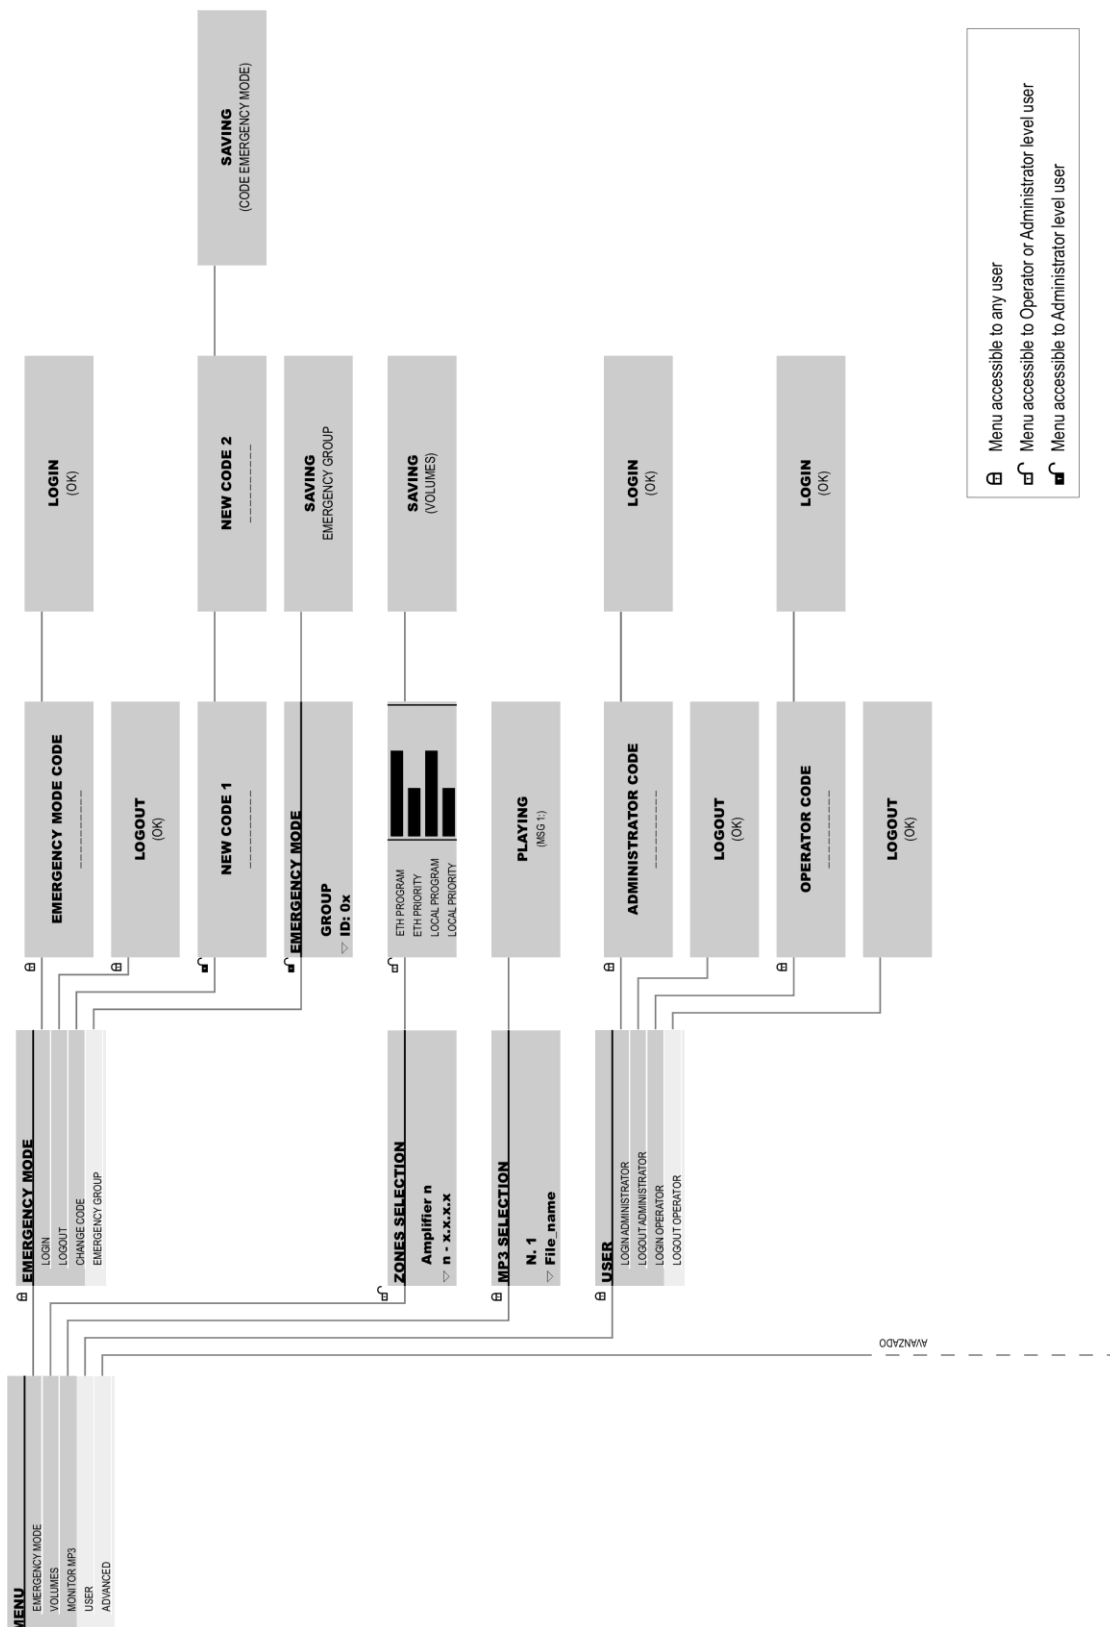 MENU
EMERGENCY MODE
VOLUMES
MONITOR MP3
USER
ADVANCED
EMERGENCY MODE
LOGIN
LOGOUT
CHANGE CODE
EMERGENCY GROUP
EMERGENCY MODE CODE
_ _ _ _ _ _ _ _ _
LOGIN
(OK)
LOGOUT
(OK)
NEW CODE 1
_ _ _ _ _ _ _ _ _
NEW CODE 2
_ _ _ _ _ _ _ _ _
SAVING
(CODE EMERGENCY MODE)
EMERGENCY MODE
GROUP
ID: 0x
SAVING
EMERGENCY GROUP
ZONES SELECTION
Amplifier n
n - x.x.x.x
ETH PROGRAM
ETH PRIORITY
LOCAL PROGRAM
LOCAL PRIORITY
SAVING
(VOLUMES)
MP3 SELECTION
N. 1
File_name
PLAYING
(MSG 1:)
USER
LOGIN ADMINISTRATOR
LOGOUT ADMINISTRATOR
LOGIN OPERATOR
LOGOUT OPERATOR
ADMINISTRATOR CODE
_ _ _ _ _ _ _ _ _
LOGIN
(OK)
LOGOUT
(OK)
OPERATOR CODE
_ _ _ _ _ _ _ _ _
LOGIN
(OK)
LOGOUT
(OK)
AVANZADO
Menu accessible to any user
Menu accessible to Operator or Administrator level user
Menu accessible to Administrator level user